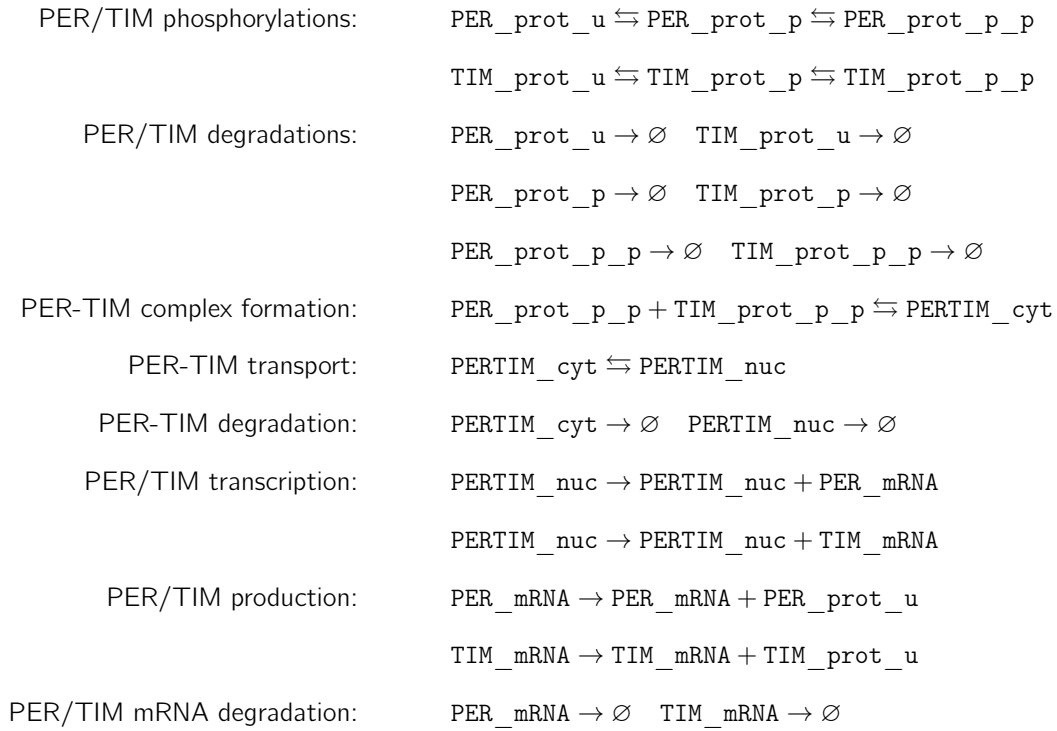 PER/TIM phosphorylations: PER_prot_u ⇆ PER_prot_p ⇆ PER_prot_p_p
TIM_prot_u ⇆ TIM_prot_p ⇆ TIM_prot_p_p
PER/TIM degradations: PER_prot_u → ∅ TIM_prot_u → ∅
PER_prot_p → ∅ TIM_prot_p → ∅
PER_prot_p_p → ∅ TIM_prot_p_p → ∅
PER-TIM complex formation: PER_prot_p_p + TIM_prot_p_p ⇆ PERTIM_cyt
PER-TIM transport: PERTIM_cyt ⇆ PERTIM_nuc
PER-TIM degradation: PERTIM_cyt → ∅ PERTIM_nuc → ∅
PER/TIM transcription: PERTIM_nuc → PERTIM_nuc + PER_mRNA
PERTIM_nuc → PERTIM_nuc + TIM_mRNA
PER/TIM production: PER_mRNA → PER_mRNA + PER_prot_u
TIM_mRNA → TIM_mRNA + TIM_prot_u
PER/TIM mRNA degradation: PER_mRNA → ∅ TIM_mRNA → ∅